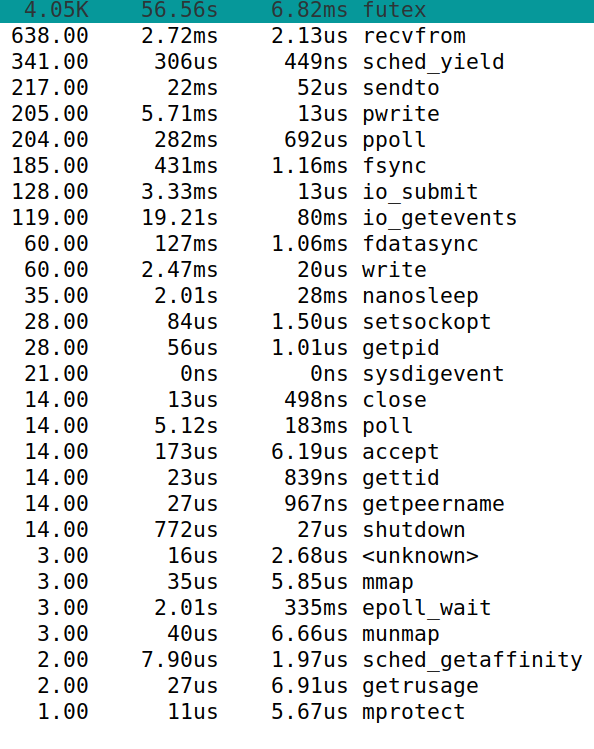 4.05K 56.56s 6.82ms futex
638.00 2.72ms 2.13us recvfrom
341.00 306us 449ns sched_yield
217.00 22ms 52us sendto
205.00 5.71ms 13us pwrite
204.00 282ms 692us ppoll
185.00 431ms 1.16ms fsync
128.00 3.33ms 13us io_submit
119.00 19.21s 80ms io_getevents
60.00 127ms 1.06ms fdatasync
60.00 2.47ms 20us write
35.00 2.01s 28ms nanosleep
28.00 84us 1.50us setsockopt
28.00 56us 1.01us getpid
21.00 0ns 0ns sysdigevent
14.00 13us 498ns close
14.00 5.12s 183ms poll
14.00 173us 6.19us accept
14.00 23us 839ns gettid
14.00 27us 967ns getpeername
14.00 772us 27us shutdown
3.00 16us 2.68us <unknown>
3.00 35us 5.85us mmap
3.00 2.01s 335ms epoll_wait
3.00 40us 6.66us munmap
2.00 7.90us 1.97us sched_getaffinity
2.00 27us 6.91us getrusage
1.00 11us 5.67us mprotect